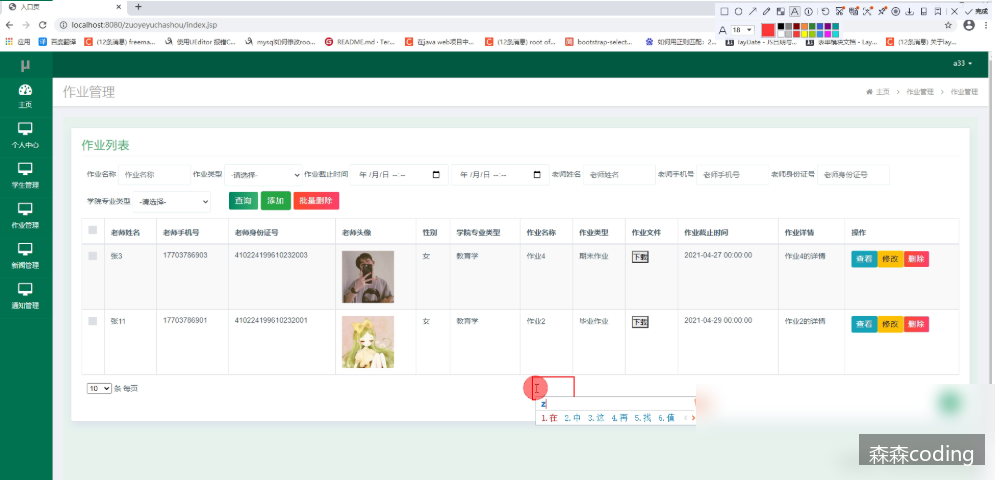 入口页
localhost:8080/zuoyeyuchashou/index.jsp
18
完成
应用 百度翻译 (12条消息) freema... 使用UEditor 报错C... mysql如何修改roo... README.md · Ter... 在java web项目中... (12条消息) root of... bootstrap-select... 如何用正则匹配：2... layDate - JS日期与... 表单模块文档 - Lay... (12条消息) 关于lay...
μ
a33
主页
个人中心
学生管理
作业管理
新闻管理
通知管理
作业管理
主页 > 作业管理 > 作业管理
作业列表
作业名称 作业名称 作业类型 -请选择- 作业截止时间 年 /月/日 --:-- 年 /月/日 --:-- 老师姓名 老师姓名 老师手机号 老师手机号 老师身份证号 老师身份证号
学院专业类型 -请选择- 查询 添加 批量删除
老师姓名 老师手机号 老师身份证号 老师头像 性别 学院专业类型 作业名称 作业类型 作业文件 作业截止时间 作业详情 操作
张3 17703786903 410224199610232003 女 教育学 作业4 期末作业 下载 2021-04-27 00:00:00 作业4的详情 查看 修改 删除
张11 17703786901 410224199610232001 女 教育学 作业2 毕业作业 下载 2021-04-29 00:00:00 作业2的详情 查看 修改 删除
10 条 每页
z
1.在 2.中 3.这 4.再 5.找 6.值
森森coding